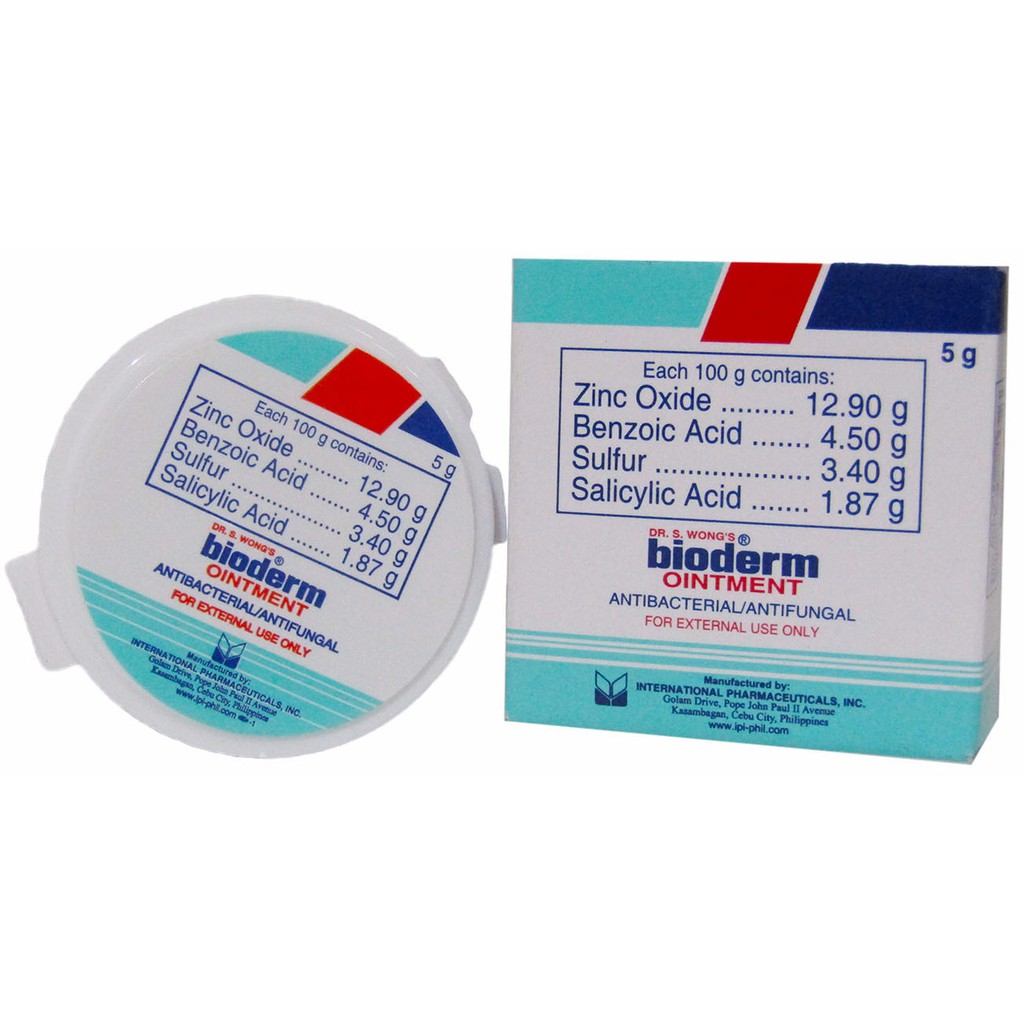 Each 100 g contains:
5 g
Zinc Oxide ......... 12.90 g
Benzoic Acid ....... 4.50 g
Sulfur ................ 3.40 g
Salicylic Acid ....... 1.87 g
DR. S. WONG'S
bioderm®
OINTMENT
ANTIBACTERIAL/ANTIFUNGAL
FOR EXTERNAL USE ONLY
Manufactured by:
INTERNATIONAL PHARMACEUTICALS, INC.
Golam Drive, Pope John Paul II Avenue
Kasambagan, Cebu City, Philippines
www.ipi-phil.com
5 g
Each 100 g contains:
Zinc Oxide ......... 12.90 g
Benzoic Acid ....... 4.50 g
Sulfur ................ 3.40 g
Salicylic Acid ....... 1.87 g
DR. S. WONG'S
bioderm®
OINTMENT
ANTIBACTERIAL/ANTIFUNGAL
FOR EXTERNAL USE ONLY
Manufactured by:
INTERNATIONAL PHARMACEUTICALS, INC.
Golam Drive, Pope John Paul II Avenue
Kasambagan, Cebu City, Philippines
www.ipi-phil.com